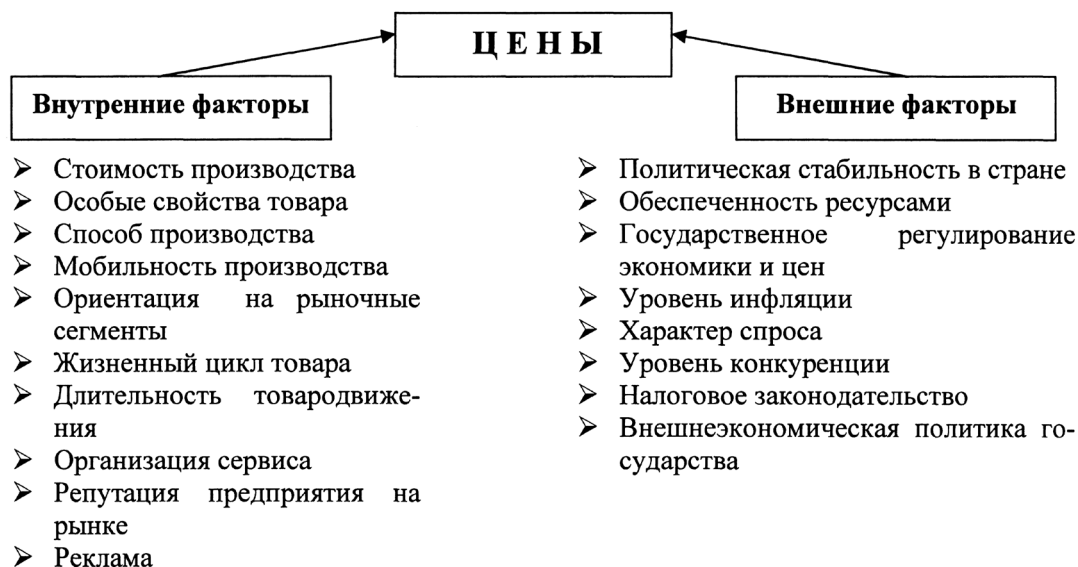 Ц Е Н Ы
Внутренние факторы
➢ Стоимость производства
➢ Особые свойства товара
➢ Способ производства
➢ Мобильность производства
➢ Ориентация на рыночные
сегменты
➢ Жизненный цикл товара
➢ Длительность товародвиже-
ния
➢ Организация сервиса
➢ Репутация предприятия на
рынке
➢ Реклама
Внешние факторы
➢ Политическая стабильность в стране
➢ Обеспеченность ресурсами
➢ Государственное регулирование
экономики и цен
➢ Уровень инфляции
➢ Характер спроса
➢ Уровень конкуренции
➢ Налоговое законодательство
➢ Внешнеэкономическая политика го-
сударства